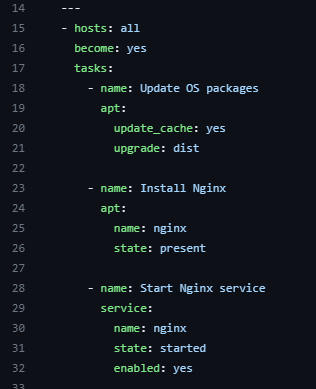 14 ---
15 - hosts: all
16 become: yes
17 tasks:
18 - name: Update OS packages
19 apt:
20 update_cache: yes
21 upgrade: dist
22
23 - name: Install Nginx
24 apt:
25 name: nginx
26 state: present
27
28 - name: Start Nginx service
29 service:
30 name: nginx
31 state: started
32 enabled: yes
33